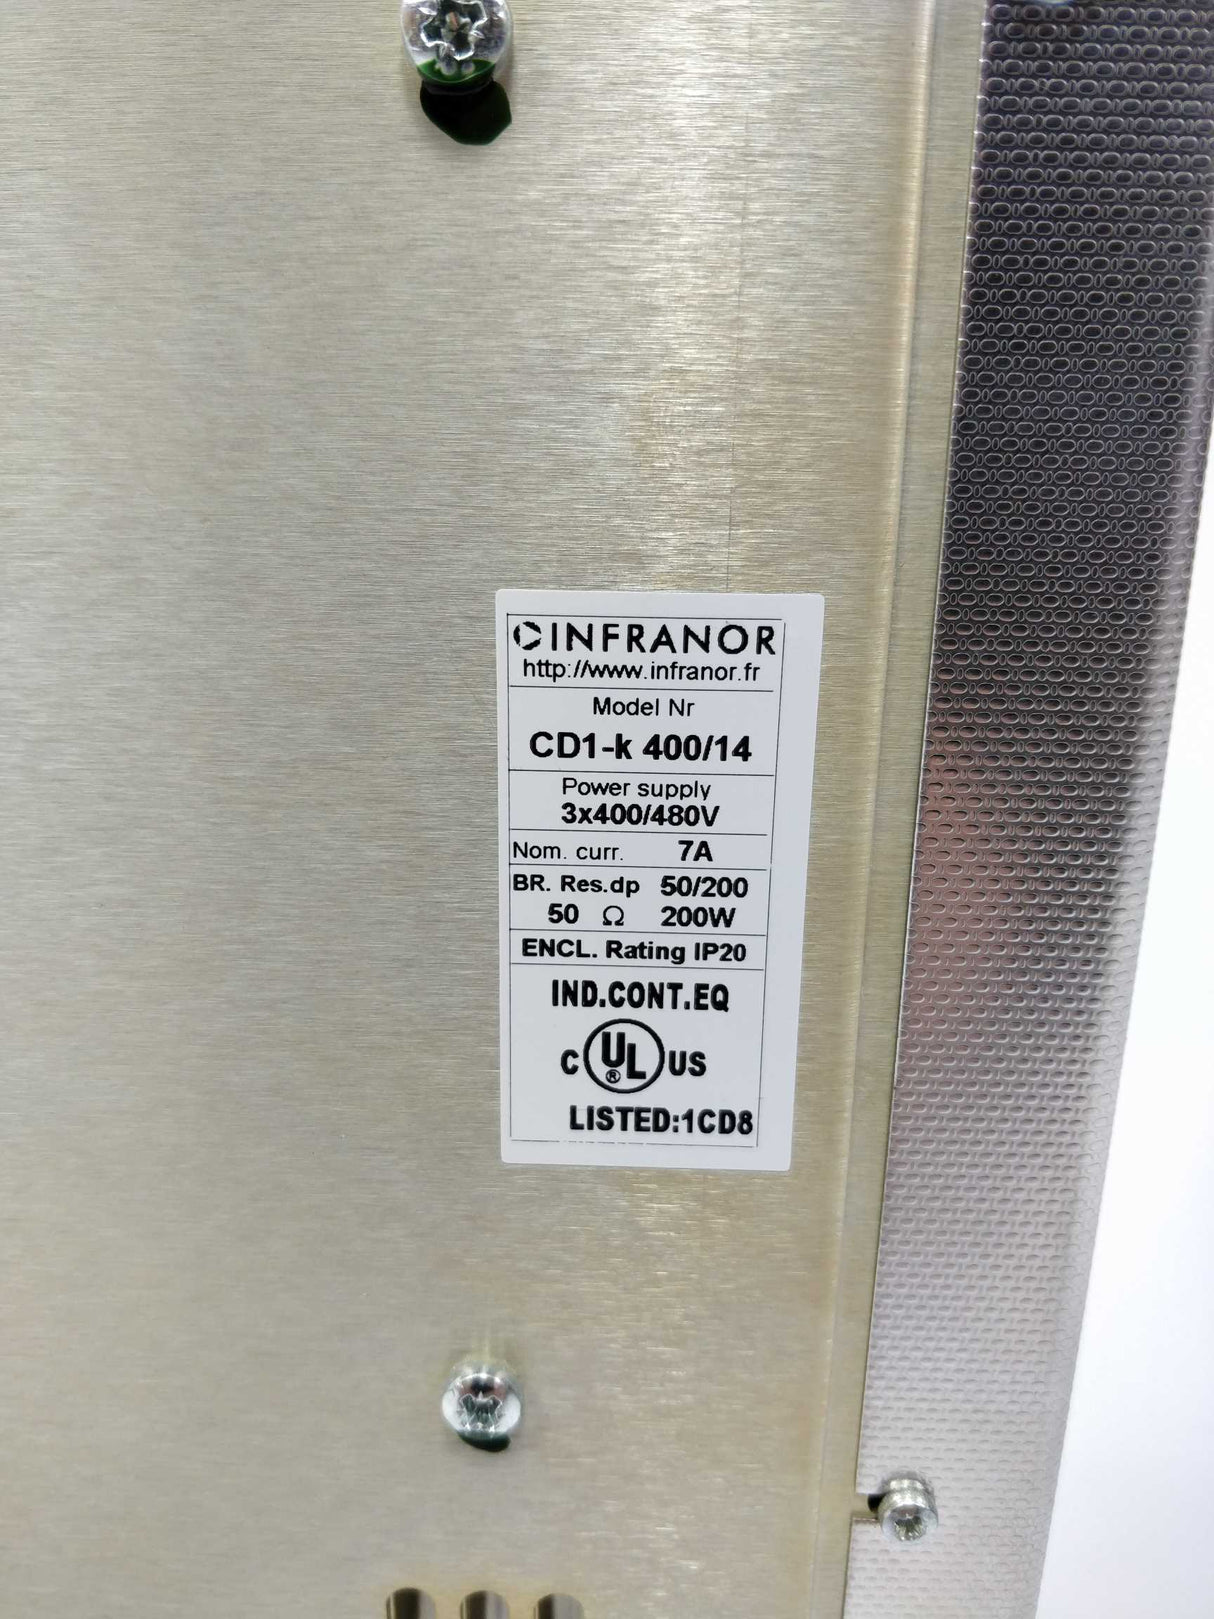 INFRANOR
http://www.infranor.fr
Model Nr
CD1-k 400/14
Power supply
3x400/480V
Nom. curr. 7A
BR. Res.dp 50/200
50 Ω 200W
ENCL. Rating IP20
IND.CONT.EQ
C UL® US
LISTED:1CD8